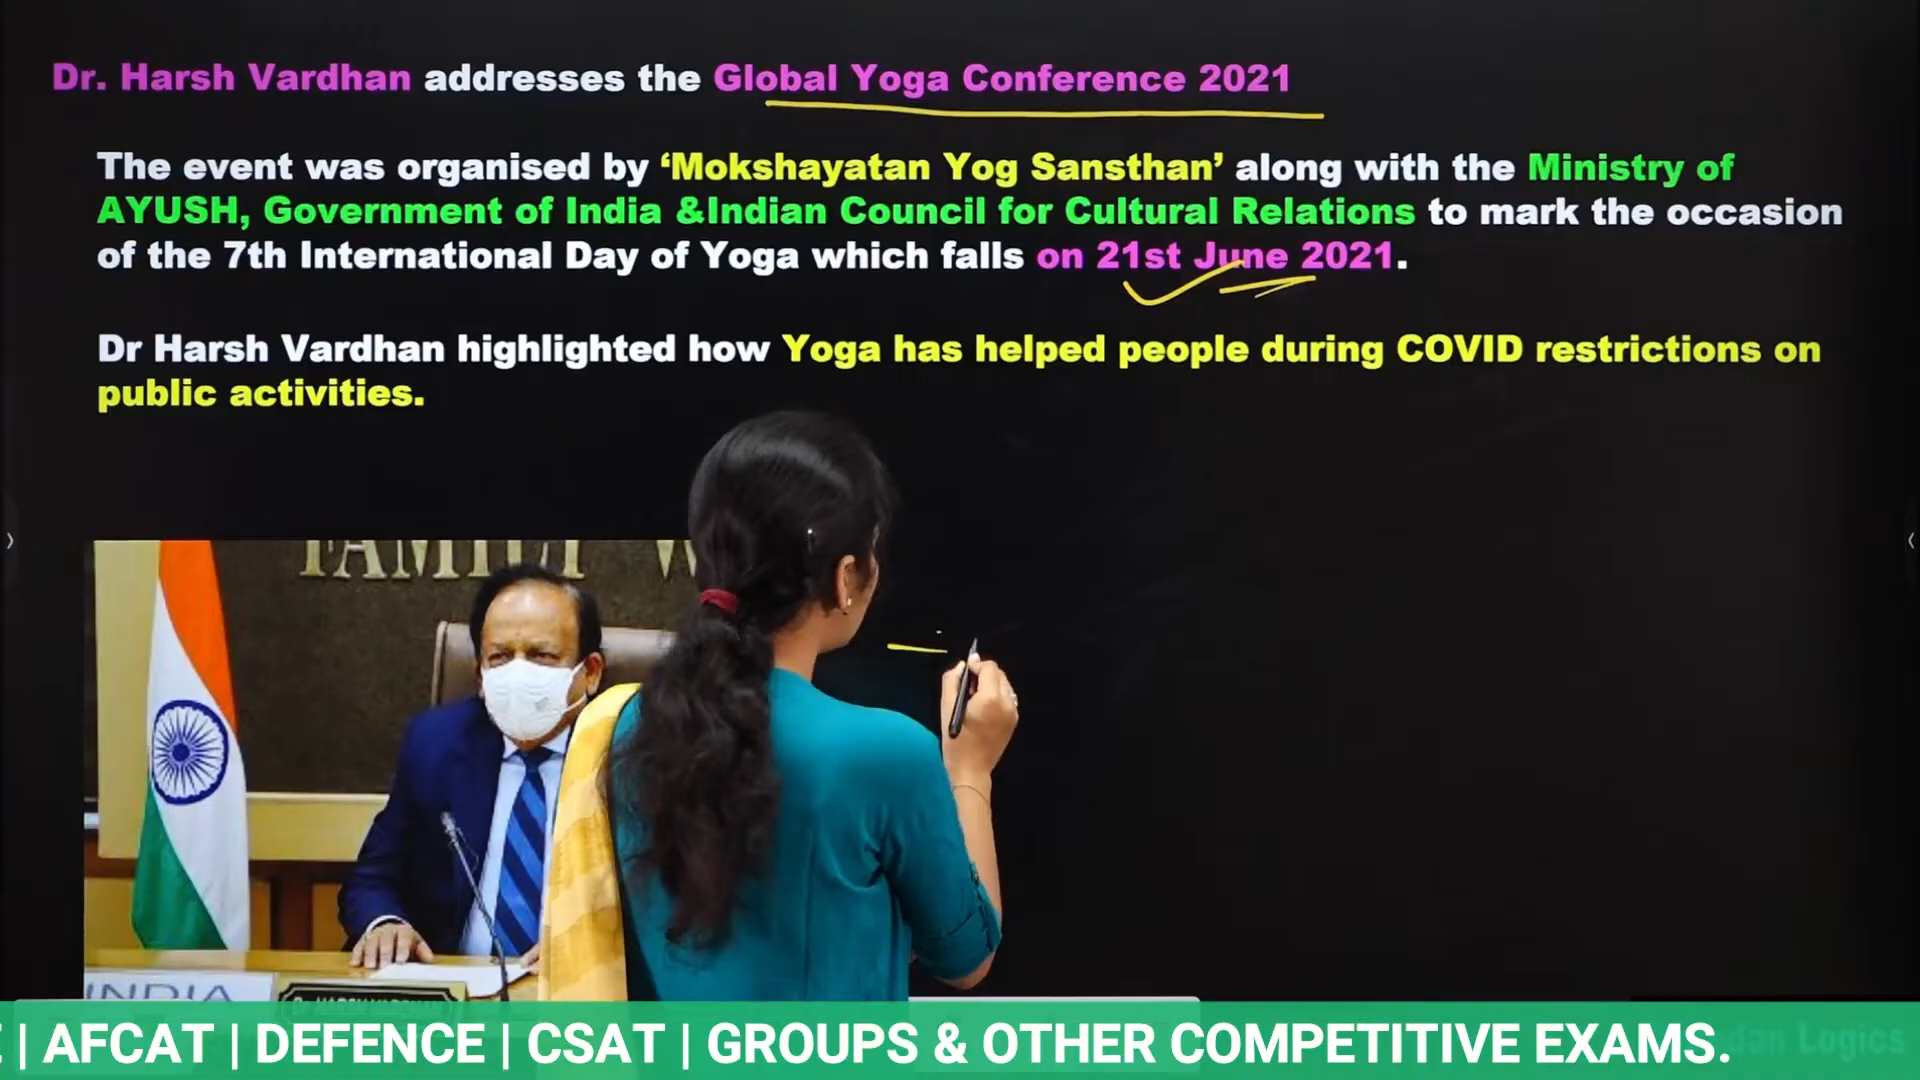 Dr. Harsh Vardhan addresses the Global Yoga Conference 2021
The event was organised by ‘Mokshayatan Yog Sansthan’ along with the Ministry of
AYUSH, Government of India &Indian Council for Cultural Relations to mark the occasion
of the 7th International Day of Yoga which falls on 21st June 2021.
Dr Harsh Vardhan highlighted how Yoga has helped people during COVID restrictions on
public activities.
FAMILY W
INDIA
| AFCAT | DEFENCE | CSAT | GROUPS & OTHER COMPETITIVE EXAMS.
Logics